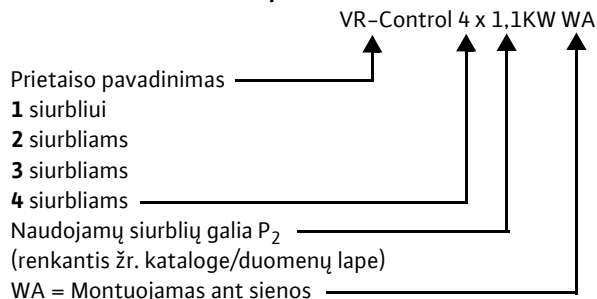 VR-Control 4 x 1,1KW WA
Prietaiso pavadinimas
1 siurbliui
2 siurbliams
3 siurbliams
4 siurbliams
Naudojamų siurblių galia P2
(renkantis žr. kataloge/duomenų lape)
WA = Montuojamas ant sienos